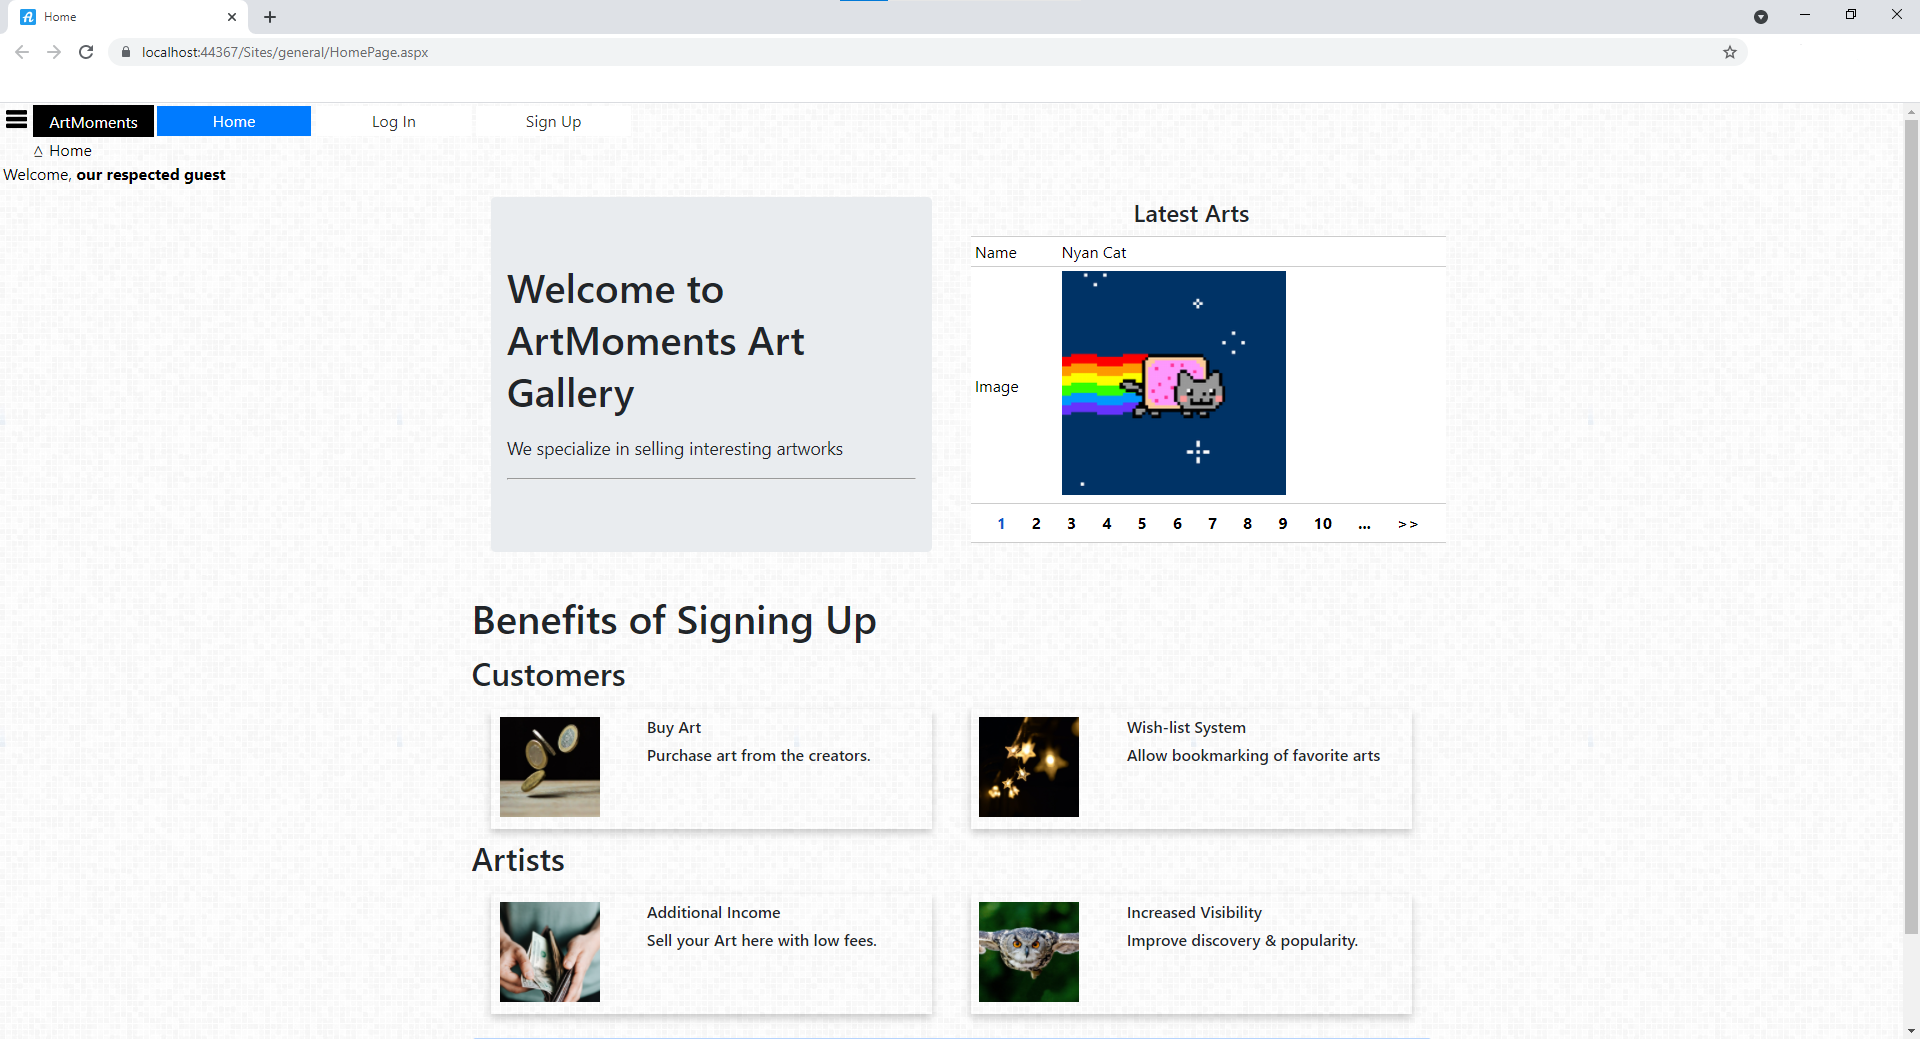 Home
localhost:44367/Sites/general/HomePage.aspx
ArtMoments
Home
Log In
Sign Up
Home
Welcome, our respected guest
Welcome to
ArtMoments Art
Gallery
We specialize in selling interesting artworks
Latest Arts
Name Nyan Cat
Image
1 2 3 4 5 6 7 8 9 10 ... >>
Benefits of Signing Up
Customers
Buy Art
Purchase art from the creators.
Wish-list System
Allow bookmarking of favorite arts
Artists
Additional Income
Sell your Art here with low fees.
Increased Visibility
Improve discovery & popularity.